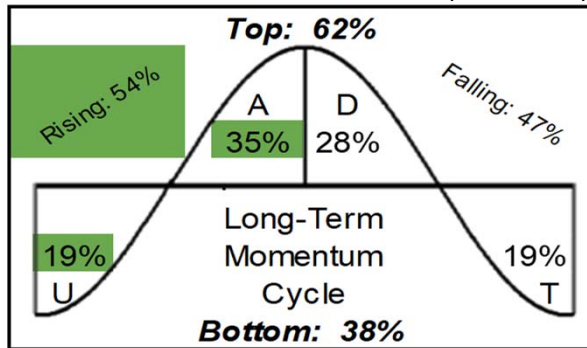 Top: 62%
Rising: 54%
Falling: 47%
A D
35% 28%
19% Long-Term Momentum Cycle 19%
U T
Bottom: 38%